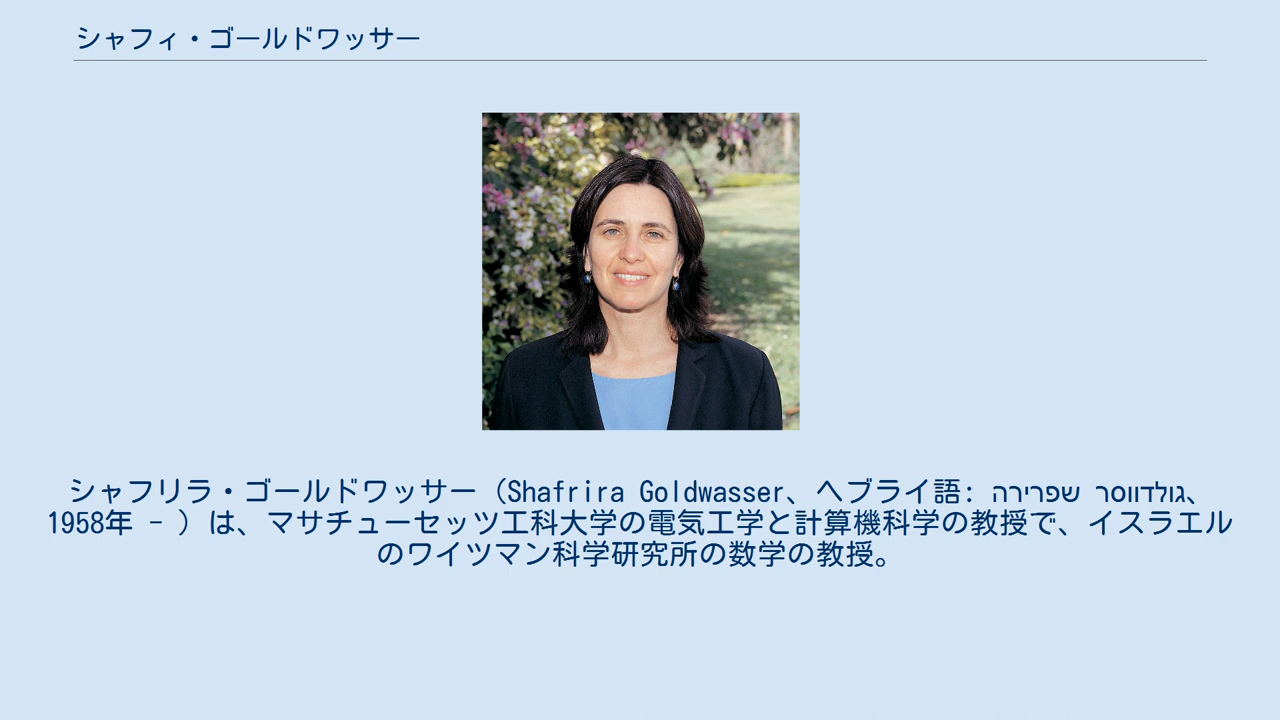 シャフィ・ゴールドワッサー
シャフリラ・ゴールドワッサー（Shafrira Goldwasser、ヘブライ語: גולדווסר שפרירה‎、
1958年 - ）は、マサチューセッツ工科大学の電気工学と計算機科学の教授で、イスラエル
のワイツマン科学研究所の数学の教授。